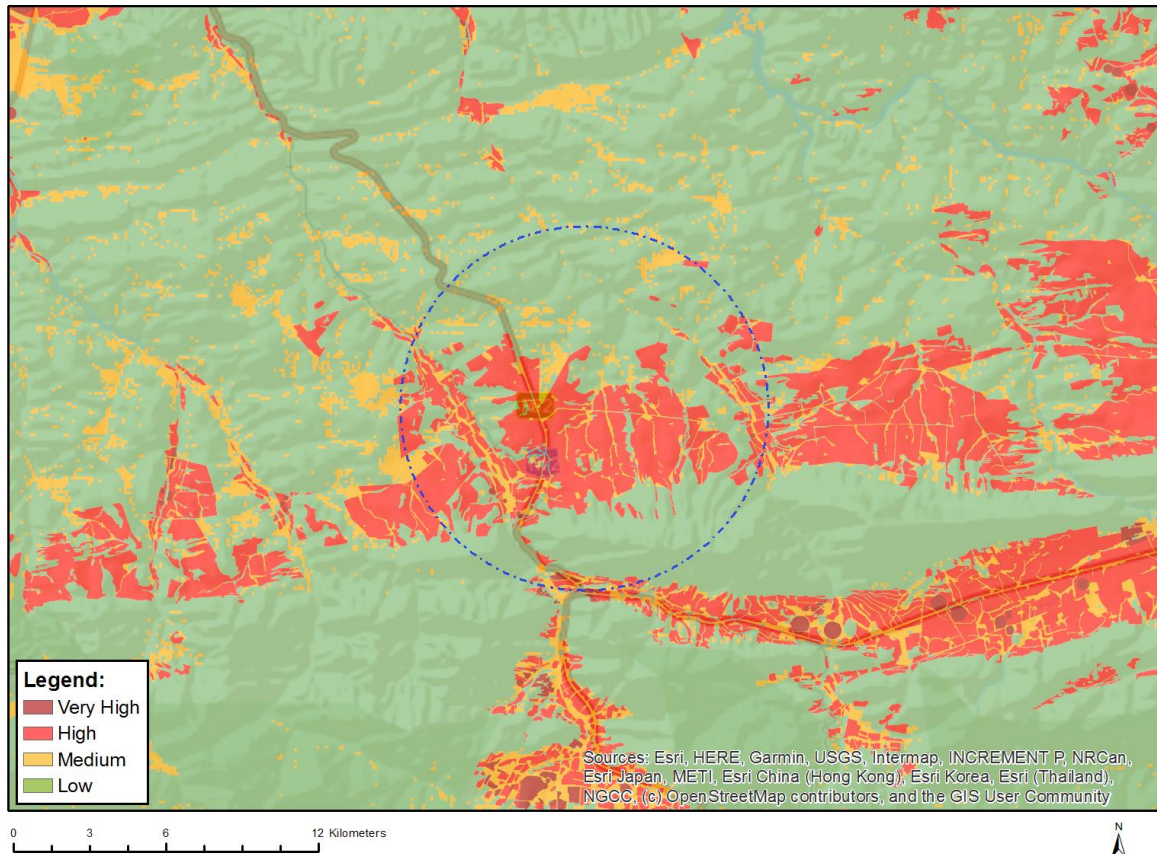 Legend:
Very High
High
Medium
Low
Sources: Esri, HERE, Garmin, USGS, Intermap, INCREMENT P, NRCan,
Esri Japan, METI, Esri China (Hong Kong), Esri Korea, Esri (Thailand),
NGCC, (c) OpenStreetMap contributors, and the GIS User Community
0 3 6 12 Kilometers
N